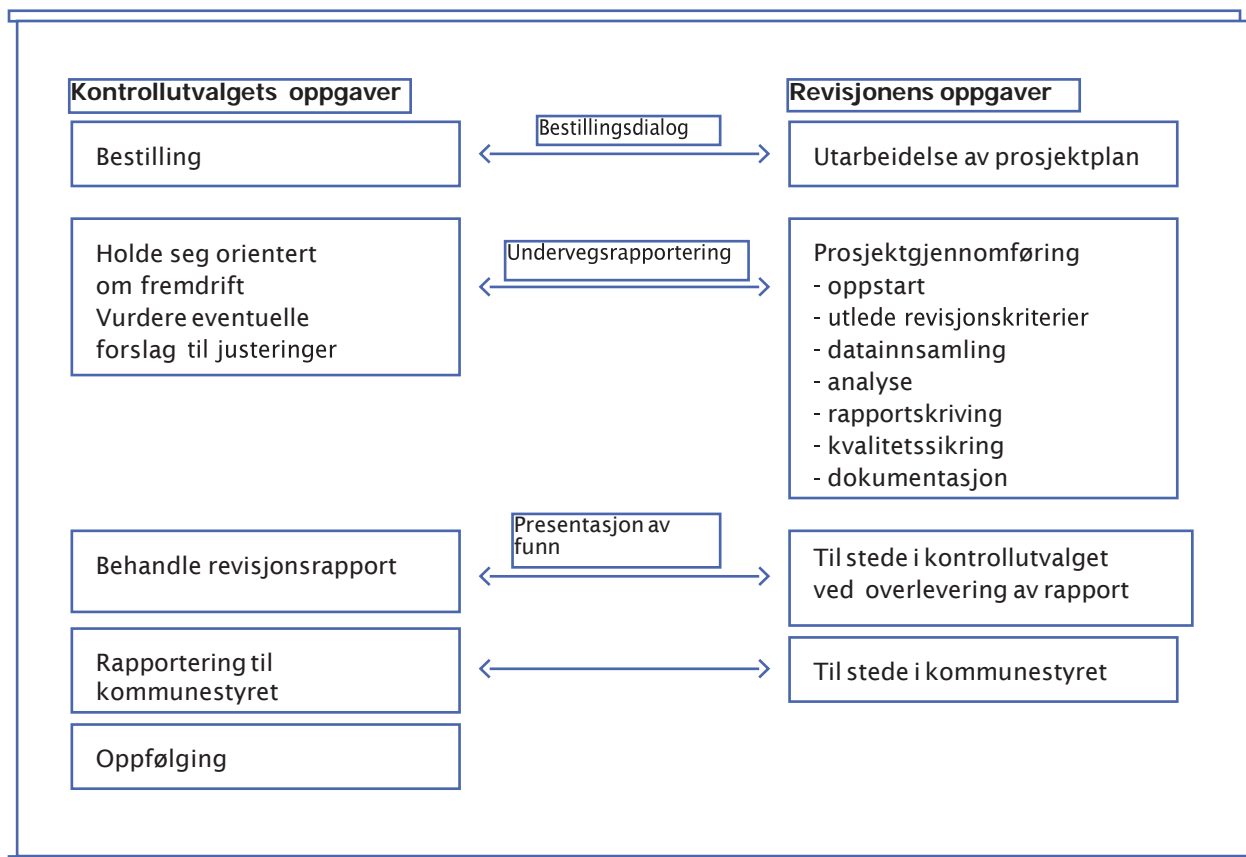 Kontrollutvalgets oppgaver
Revisjonens oppgaver
Bestilling
Bestillingsdialog
Utarbeidelse av prosjektplan
Holde seg orientert
om fremdrift
Vurdere eventuelle
forslag til justeringer
Undervegsrapportering
Prosjektgjennomføring
- oppstart
- utlede revisjonskriterier
- datainnsamling
- analyse
- rapportskriving
- kvalitetssikring
- dokumentasjon
Behandle revisjonsrapport
Presentasjon av
funn
Til stede i kontrollutvalget
ved overlevering av rapport
Rapportering til
kommunestyret
Til stede i kommunestyret
Oppfølging